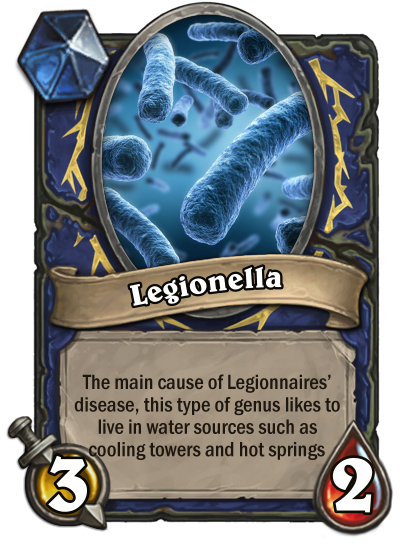 Legionella
The main cause of Legionnaires’
disease, this type of genus likes to
live in water sources such as
cooling towers and hot springs
3
2